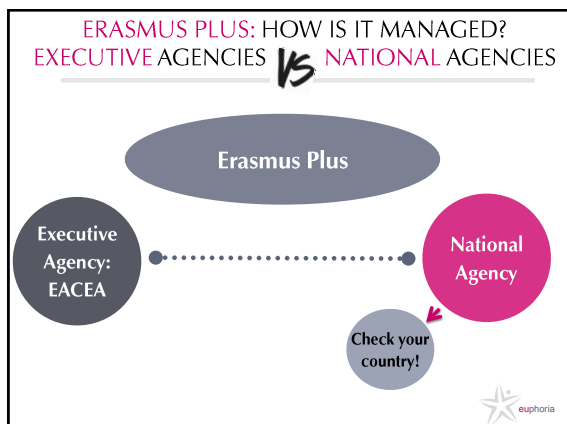 ERASMUS PLUS: HOW IS IT MANAGED?
EXECUTIVE AGENCIES VS NATIONAL AGENCIES
Erasmus Plus
Executive
Agency:
EACEA
National
Agency
Check your
country!
euphoria